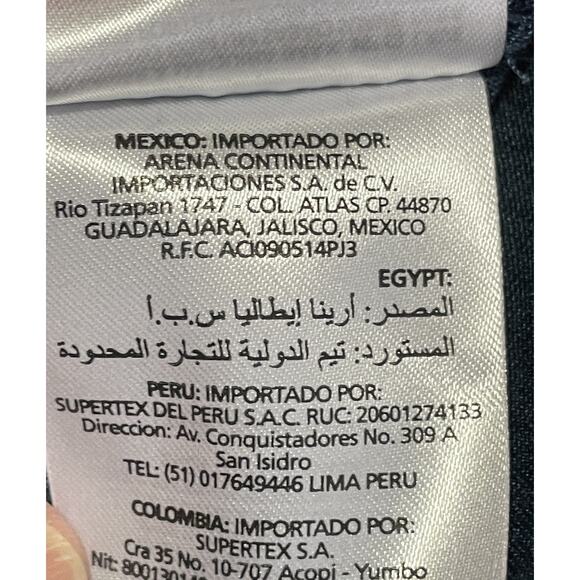 MEXICO: IMPORTADO POR:
ARENA CONTINENTAL
IMPORTACIONES S.A. de C.V.
Rio Tizapan 1747 - COL. ATLAS CP. 44870
GUADALAJARA, JALISCO, MEXICO
R.F.C. ACI090514PJ3
EGYPT:
المصدر: أرينا إيطاليا س.ب.أ
المستورد: تيم الدولية للتجارة المحدودة
PERU: IMPORTADO POR:
SUPERTEX DEL PERU S.A.C. RUC: 20601274133
Direccion: Av. Conquistadores No. 309 A
San Isidro
TEL: (51) 017649446 LIMA PERU
COLOMBIA: IMPORTADO POR:
SUPERTEX S.A.
Cra 35 No. 10-707 Acopi - Yumbo
Nit: